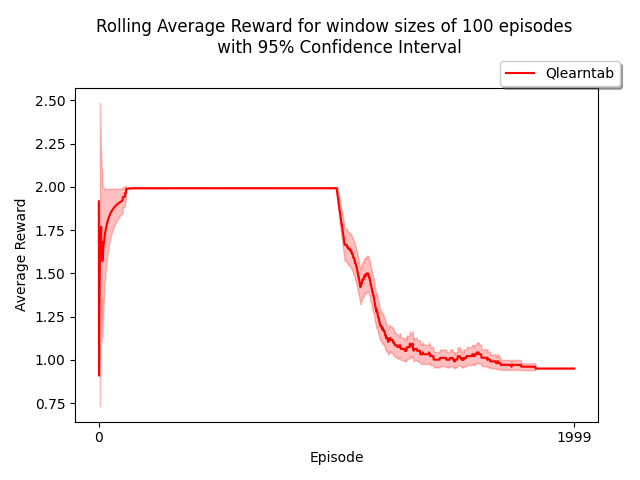 Rolling Average Reward for window sizes of 100 episodes
with 95% Confidence Interval
Qlearntab
2.50
2.25
2.00
1.75
1.50
1.25
1.00
0.75
Average Reward
0 1999
Episode